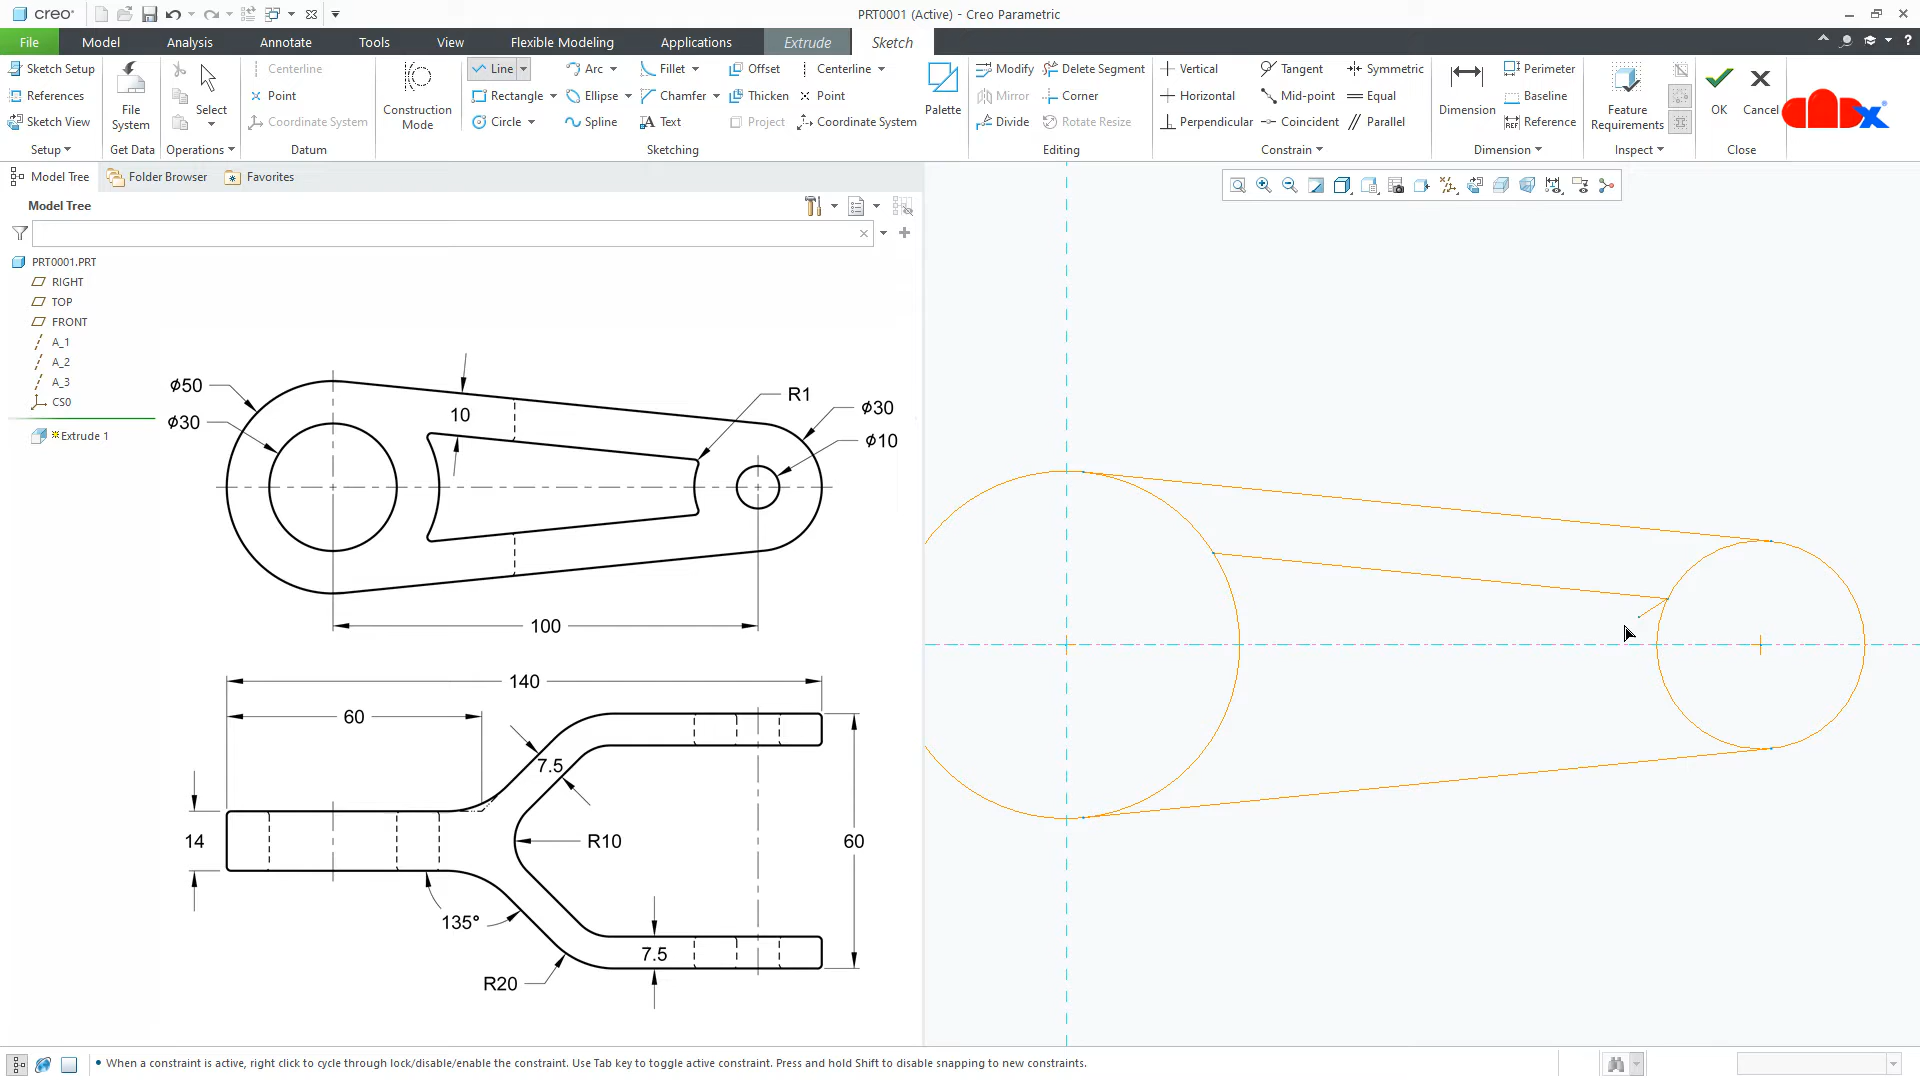 creo
PRT0001 (Active) - Creo Parametric
File Model Analysis Annotate Tools View Flexible Modeling Applications Extrude Sketch
Sketch Setup
References
Sketch View
Setup
File
System
Get Data
Select
Operations
Centerline
Point
Coordinate System
Datum
Construction
Mode
Line Arc Fillet Offset Centerline
Rectangle Ellipse Chamfer Thicken Point
Circle Spline Text Project Coordinate System
Sketching
Palette
Modify Delete Segment
Mirror Corner
Divide Rotate Resize
Editing
Vertical Tangent Symmetric
Horizontal Mid-point Equal
Perpendicular Coincident Parallel
Constrain
Dimension
Perimeter
Baseline
REF Reference
Dimension
Feature
Requirements
Inspect
OK Cancel
Close
Model Tree Folder Browser Favorites
Model Tree
PRT0001.PRT
RIGHT
TOP
FRONT
A_1
A_2
A_3
CS0
Extrude 1
ϕ50
ϕ30
10
R1
ϕ30
ϕ10
100
140
60
7.5
14
R10
60
135°
7.5
R20
When a constraint is active, right click to cycle through lock/disable/enable the constraint. Use Tab key to toggle active constraint. Press and hold Shift to disable snapping to new constraints.